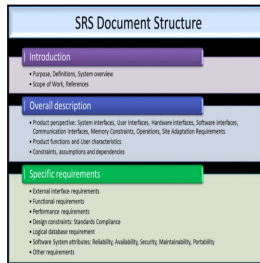 SRS Document Structure
Introduction
• Purpose, Definitions, System overview
• Scope of Work, References
Overall description
• Product perspective: System Interfaces, User Interfaces, Hardware interfaces, Software interfaces,
Communication Interfaces, Memory Constraints, Operations, Site Adaptation Requirements
• Product functions and User characteristics
• Constraints, assumptions and dependencies
Specific requirements
• External interface requirements
• Functional requirements
• Performance requirements
• Design constraints: Standards Compliance
• Logical database requirement
• Software System attributes: Reliability, Availability, Security, Maintainability, Portability
• Other requirements